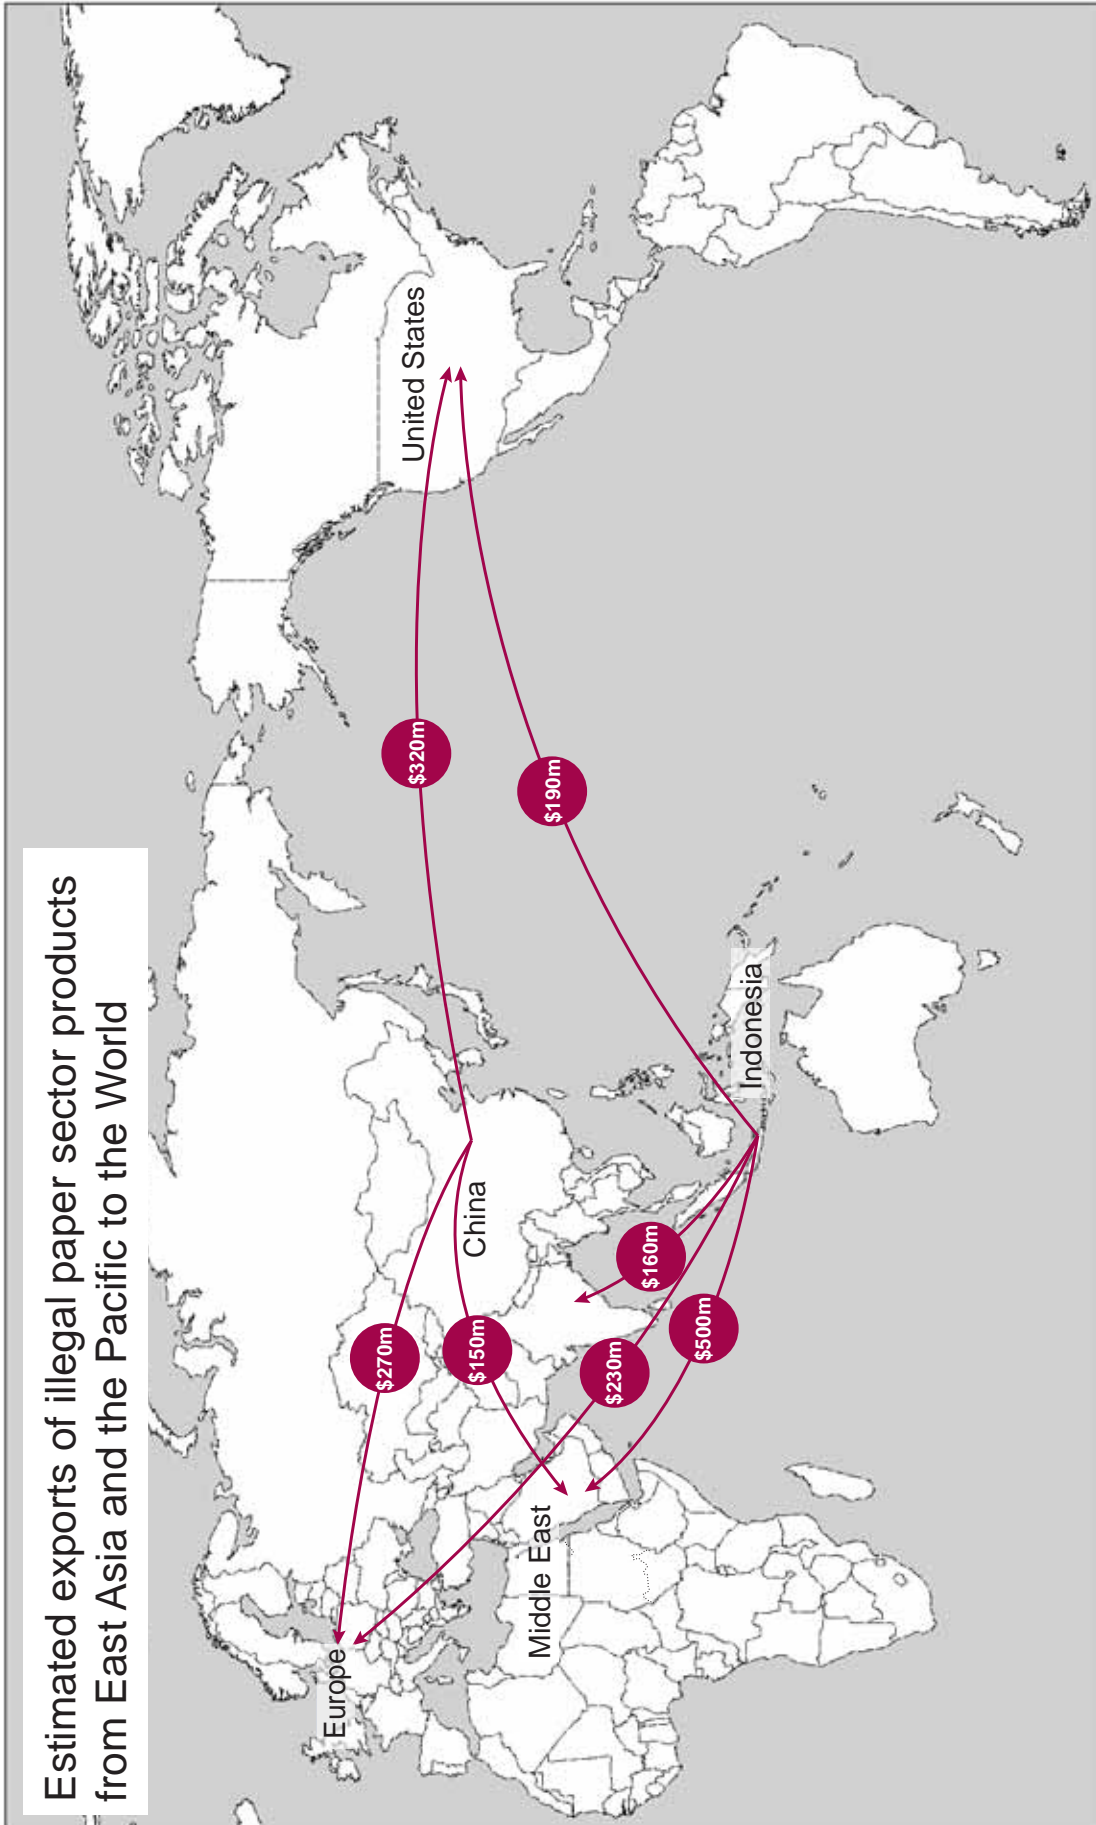 Estimated exports of illegal paper sector products
from East Asia and the Pacific to the World
Europe
United States
$270m
$320m
China
$150m
Middle East
$190m
$160m
$230m
$500m
Indonesia